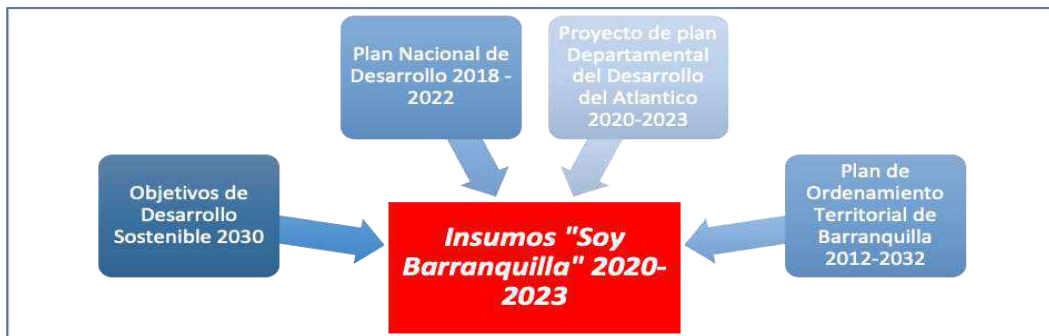 Objetivos de
Desarrollo
Sostenible 2030
Plan Nacional de
Desarrollo 2018 -
2022
Proyecto de plan
Departamental
del Desarrollo
del Atlantico
2020-2023
Plan de
Ordenamiento
Territorial de
Barranquilla
2012-2032
Insumos "Soy
Barranquilla" 2020-
2023